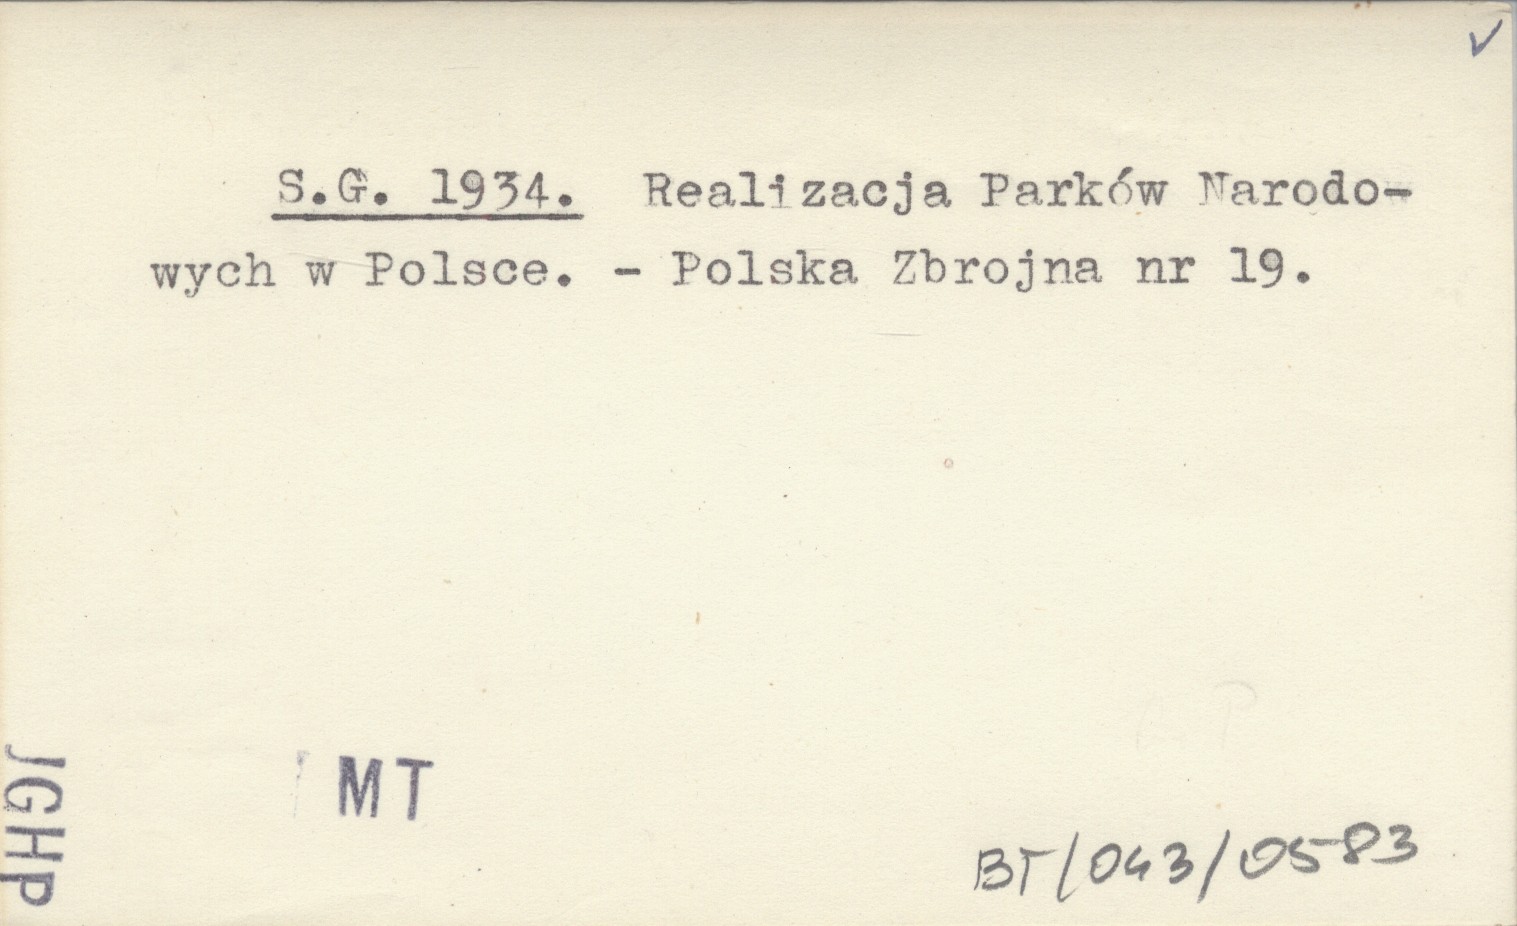 S.G. 1934. Realizacja Parków Narodo-
wych w Polsce. - Polska Zbrojna nr 19.
MT
JGHP
BT/043/0583